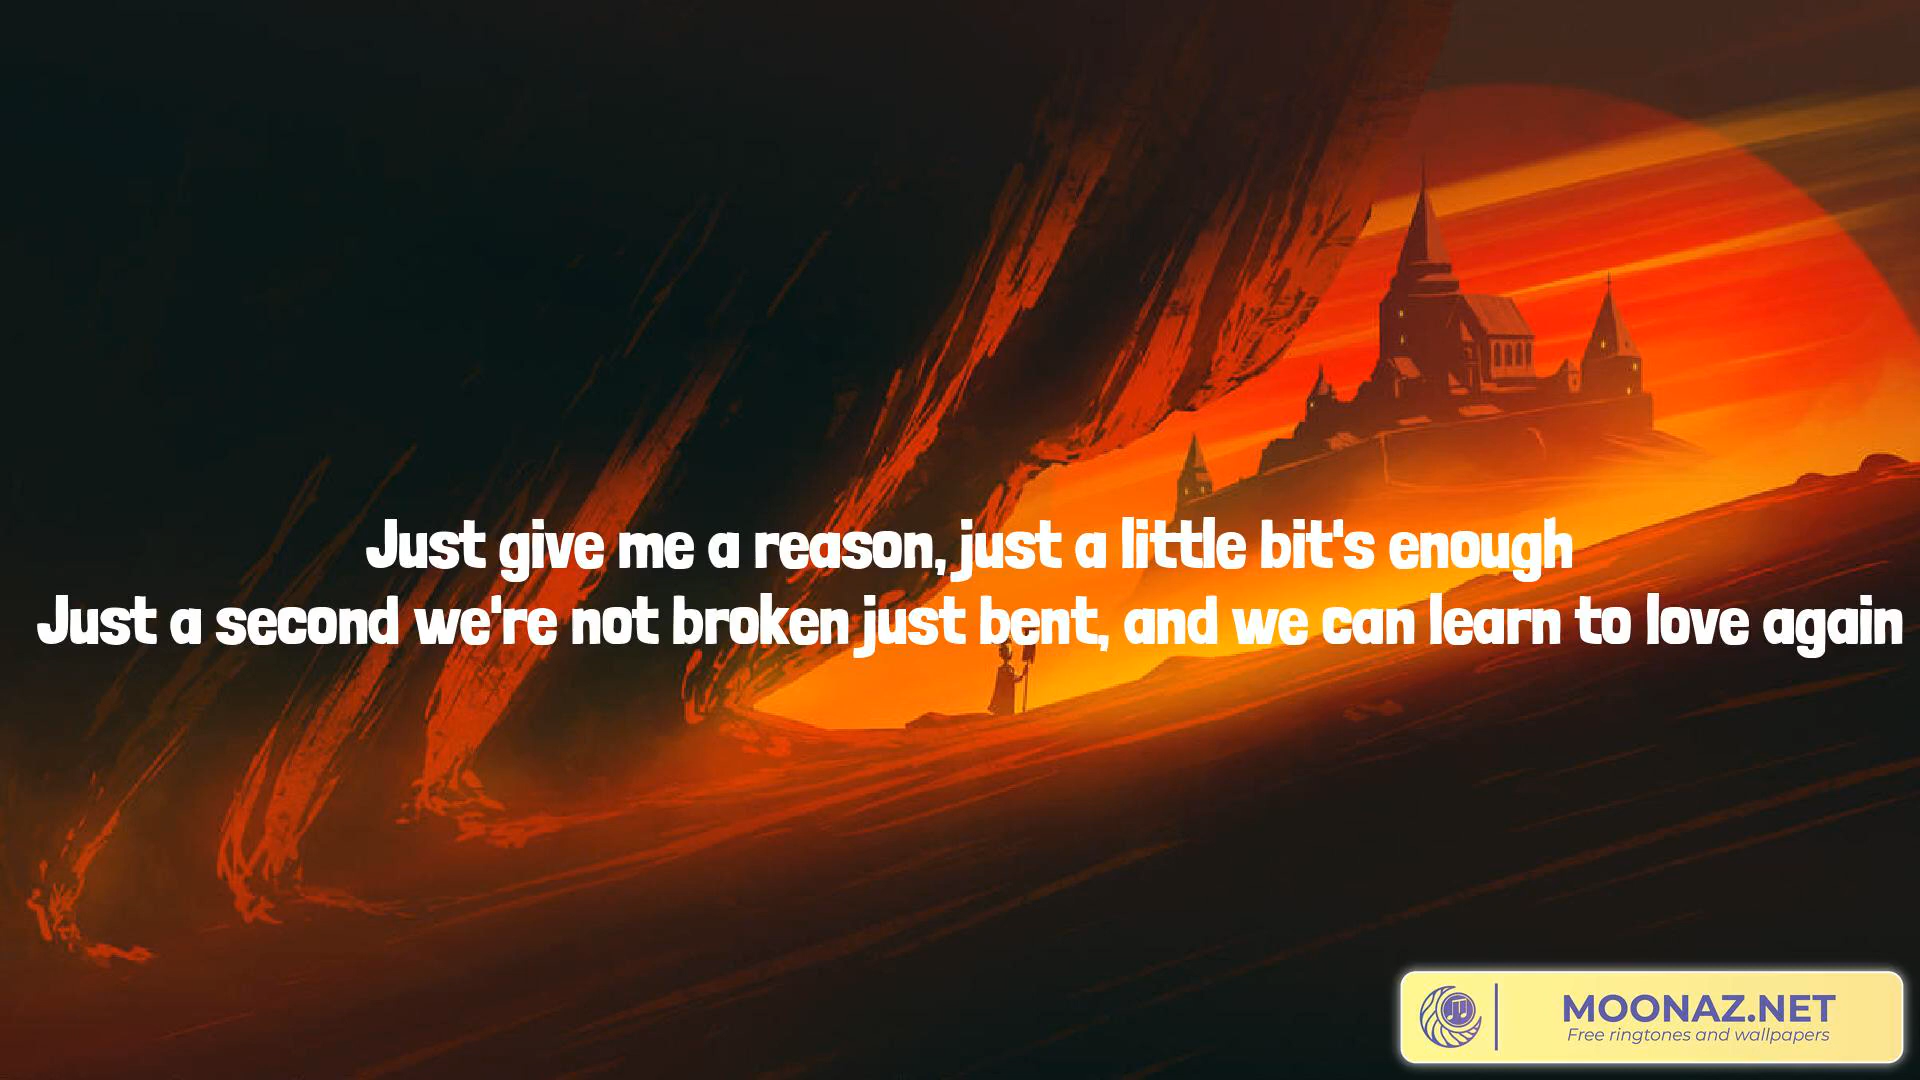 Just give me a reason, just a little bit's enough
Just a second we're not broken just bent, and we can learn to love again
MOONAZ.NET
Free ringtones and wallpapers